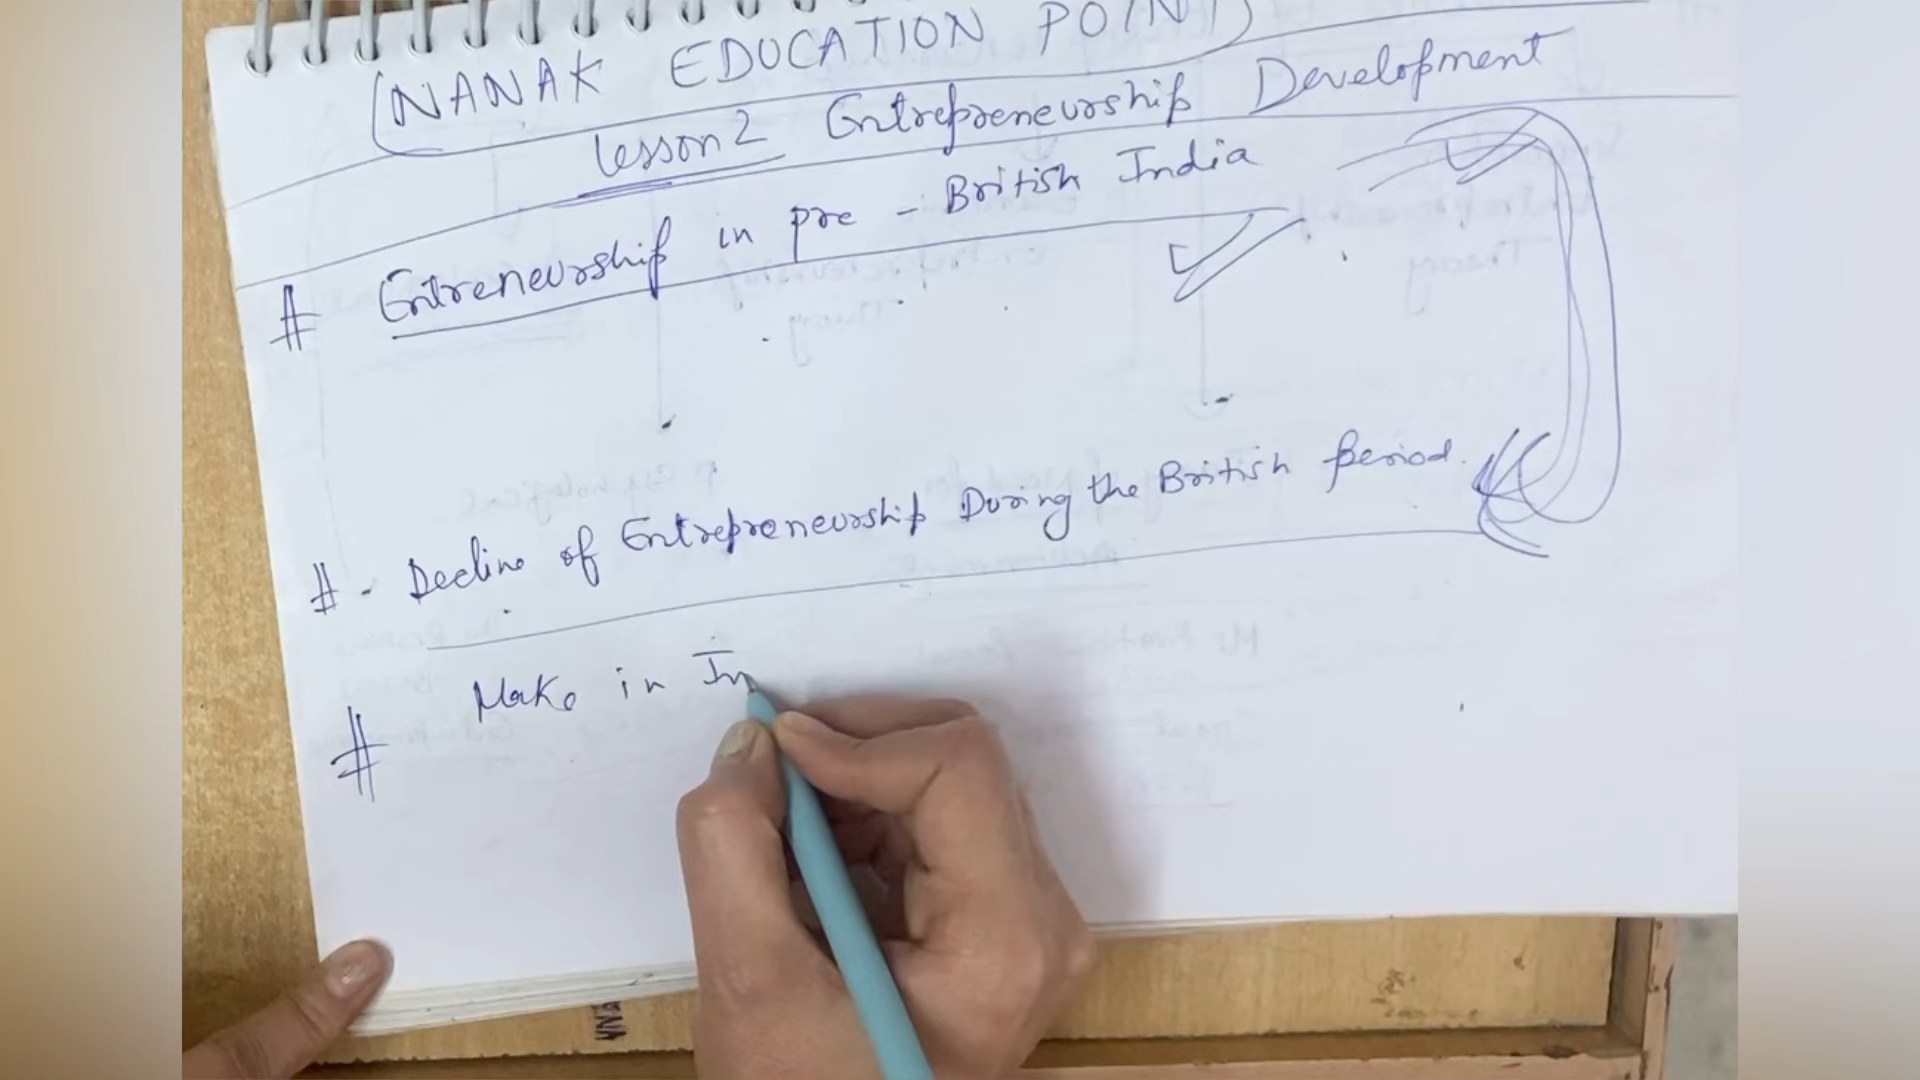 (NANAK EDUCATION POINT)
Lesson 2 Entrepreneurship Development
# Entreneurship in pre - British India
# - Decline of Entrepreneurship During the British period.
# Make in In